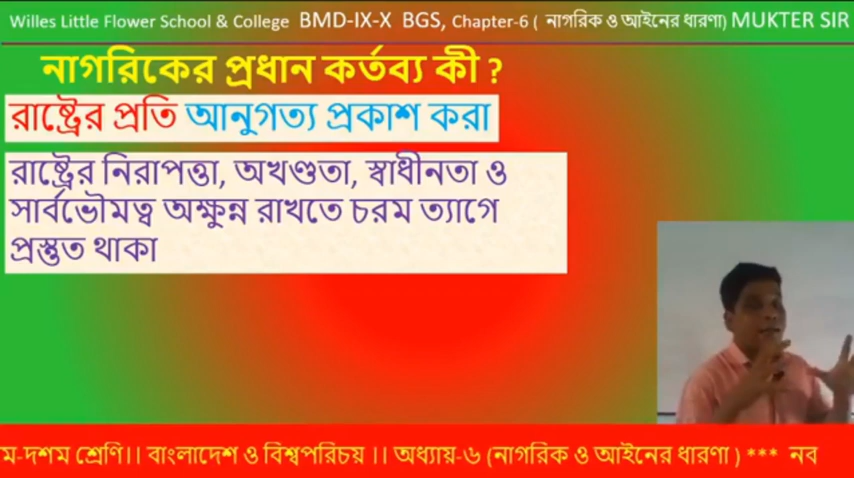 Willes Little Flower School & College BMD-IX-X BGS, Chapter-6 ( নাগরিক ও আইনের ধারণা) MUKTER SIR
নাগরিকের প্রধান কর্তব্য কী ?
রাষ্ট্রের প্রতি আনুগত্য প্রকাশ করা
রাষ্ট্রের নিরাপত্তা, অখণ্ডতা, স্বাধীনতা ও
সার্বভৌমত্ব অক্ষুন্ন রাখতে চরম ত্যাগে
প্রস্তুত থাকা
ম-দশম শ্রেণি।। বাংলাদেশ ও বিশ্বপরিচয় ।। অধ্যায়-৬ (নাগরিক ও আইনের ধারণা ) *** নব